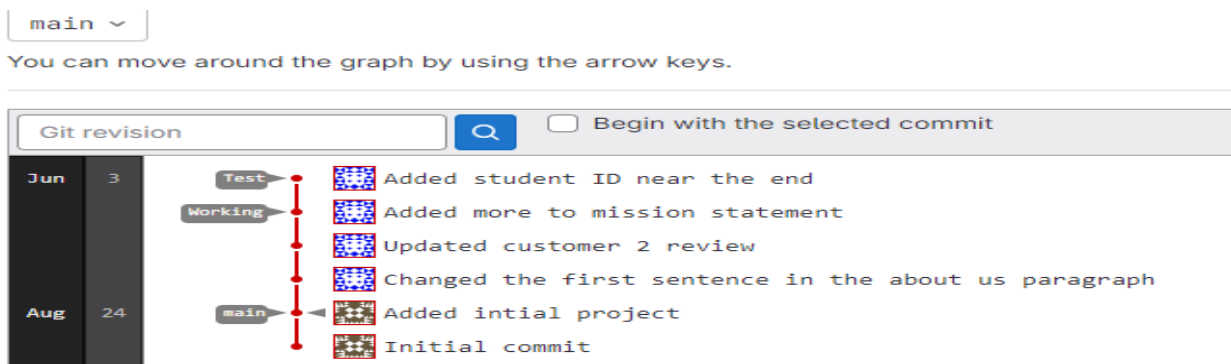 main
You can move around the graph by using the arrow keys.
Git revision Begin with the selected commit
Jun 3 Test Added student ID near the end
Working Added more to mission statement
Updated customer 2 review
Changed the first sentence in the about us paragraph
Aug 24 main Added intial project
Initial commit